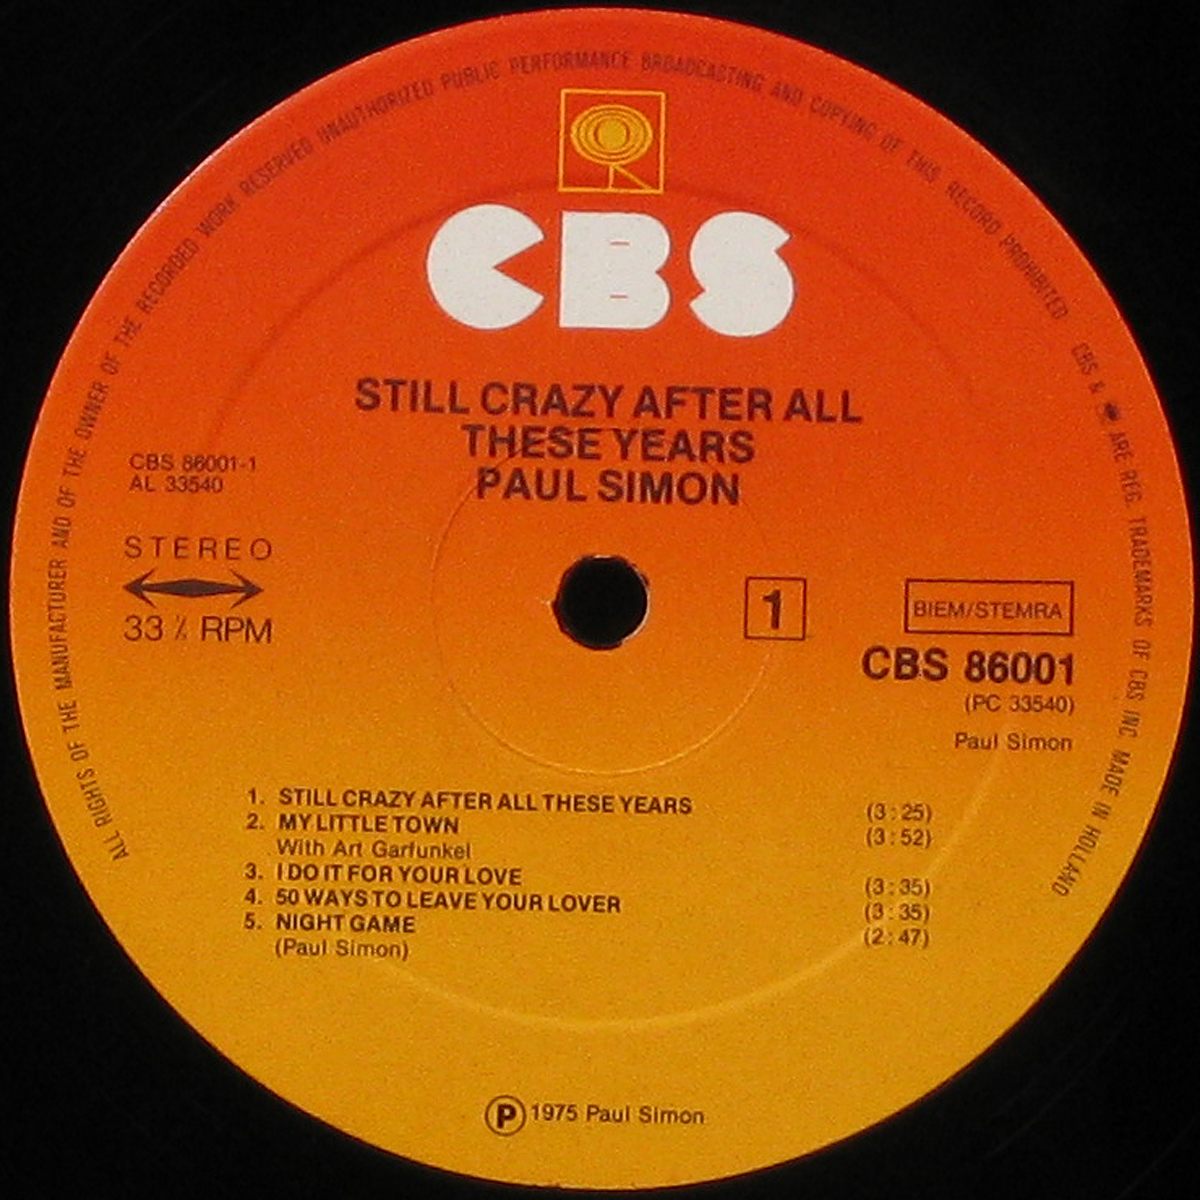 ALL RIGHTS OF THE MANUFACTURER AND OF THE OWNER OF THE RECORDED WORK RESERVED UNAUTHORIZED PUBLIC PERFORMANCE BROADCASTING AND COPYING OF THIS RECORD PROHIBITED CBS & ARE REG. TRADEMARKS OF CBS INC MADE IN HOLLAND
CBS
STILL CRAZY AFTER ALL
THESE YEARS
PAUL SIMON
CBS 86001-1
AL 33540
STEREO
33 ⅓ RPM
1
BIEM/STEMRA
CBS 86001
(PC 33540)
Paul Simon
1. STILL CRAZY AFTER ALL THESE YEARS (3:25)
2. MY LITTLE TOWN (3:52)
With Art Garfunkel
3. I DO IT FOR YOUR LOVE (3:35)
4. 50 WAYS TO LEAVE YOUR LOVER (3:35)
5. NIGHT GAME (2:47)
(Paul Simon)
Ⓟ 1975 Paul Simon